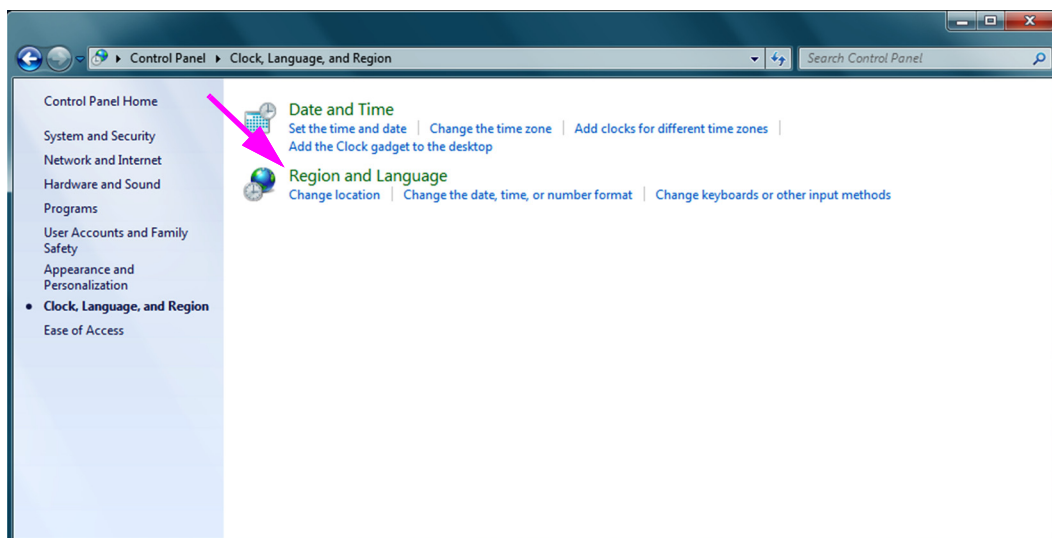 Control Panel Clock, Language, and Region
Search Control Panel
Control Panel Home
System and Security
Network and Internet
Hardware and Sound
Programs
User Accounts and Family
Safety
Appearance and
Personalization
Clock, Language, and Region
Ease of Access
Date and Time
Set the time and date Change the time zone Add clocks for different time zones
Add the Clock gadget to the desktop
Region and Language
Change location Change the date, time, or number format Change keyboards or other input methods